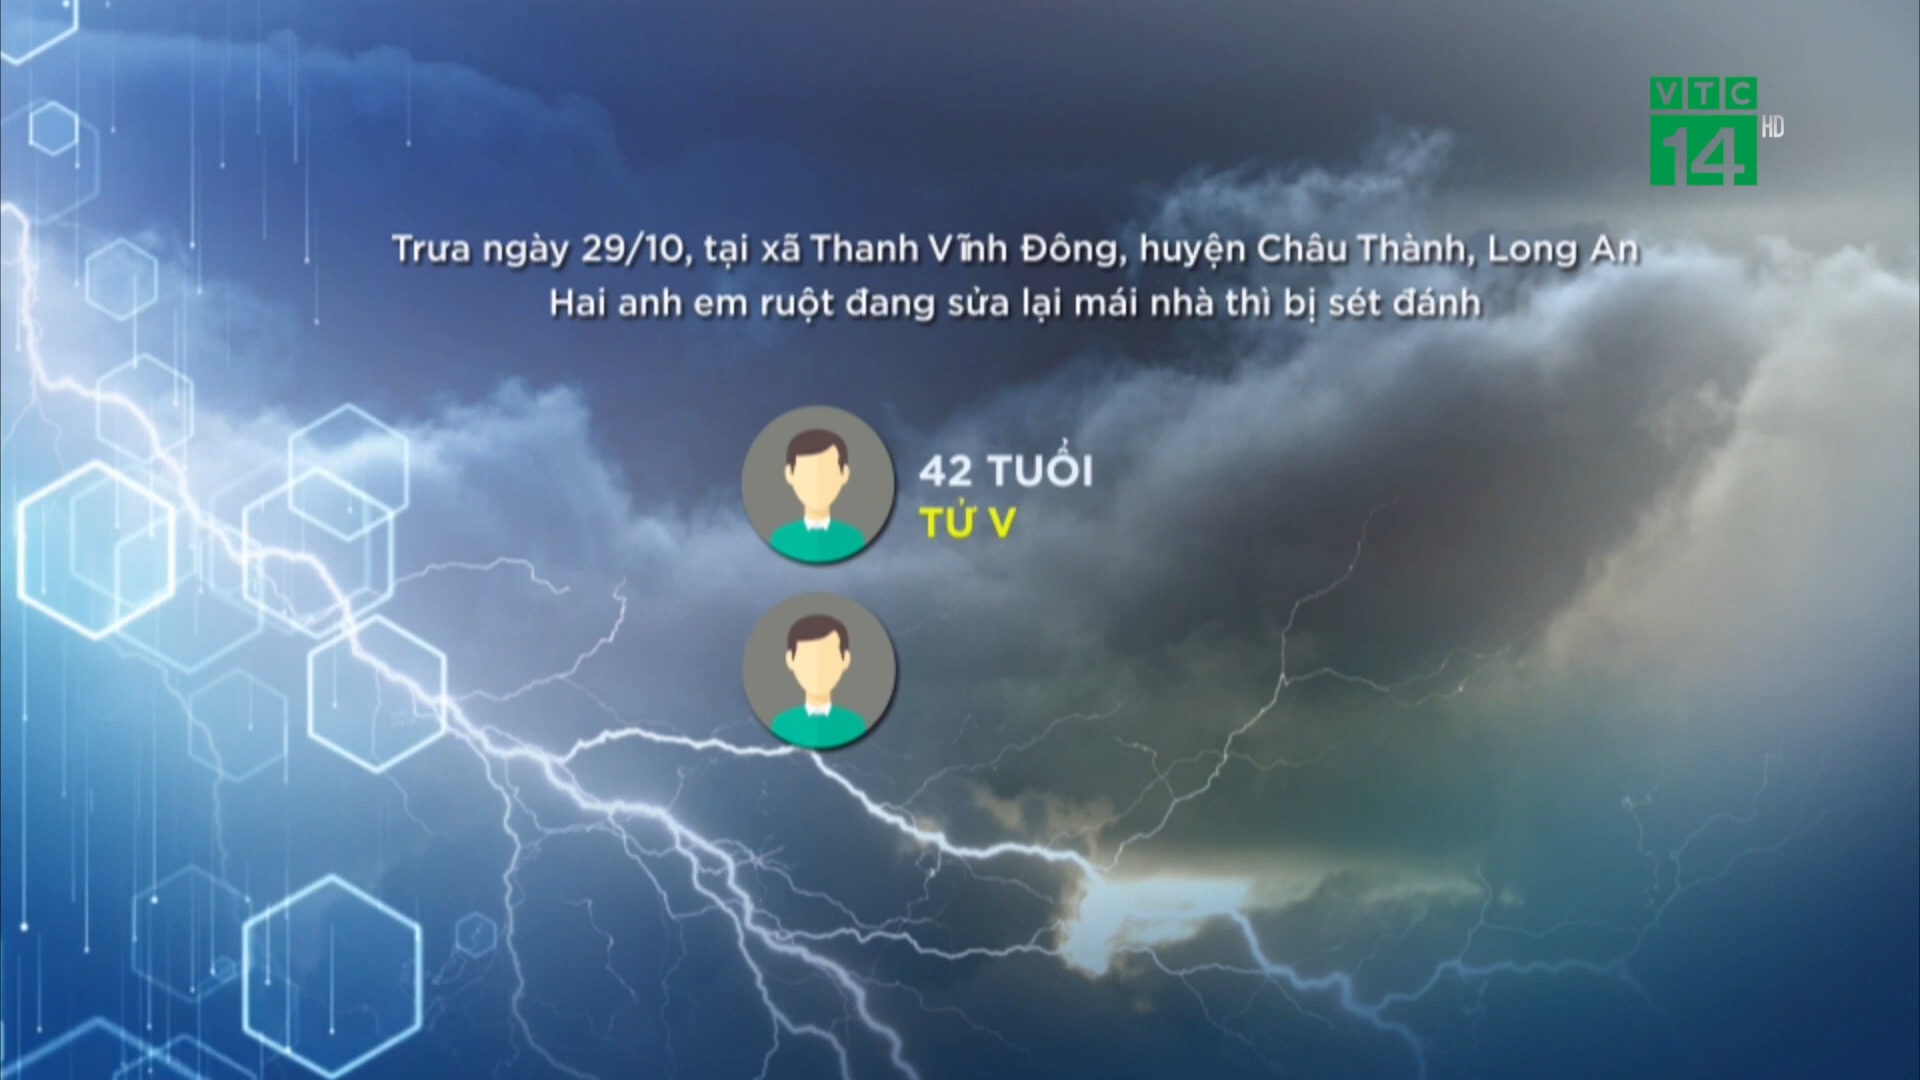 VTC
14 HD
Trưa ngày 29/10, tại xã Thanh Vĩnh Đông, huyện Châu Thành, Long An
Hai anh em ruột đang sửa lại mái nhà thì bị sét đánh
42 TUỔI
TỬ V